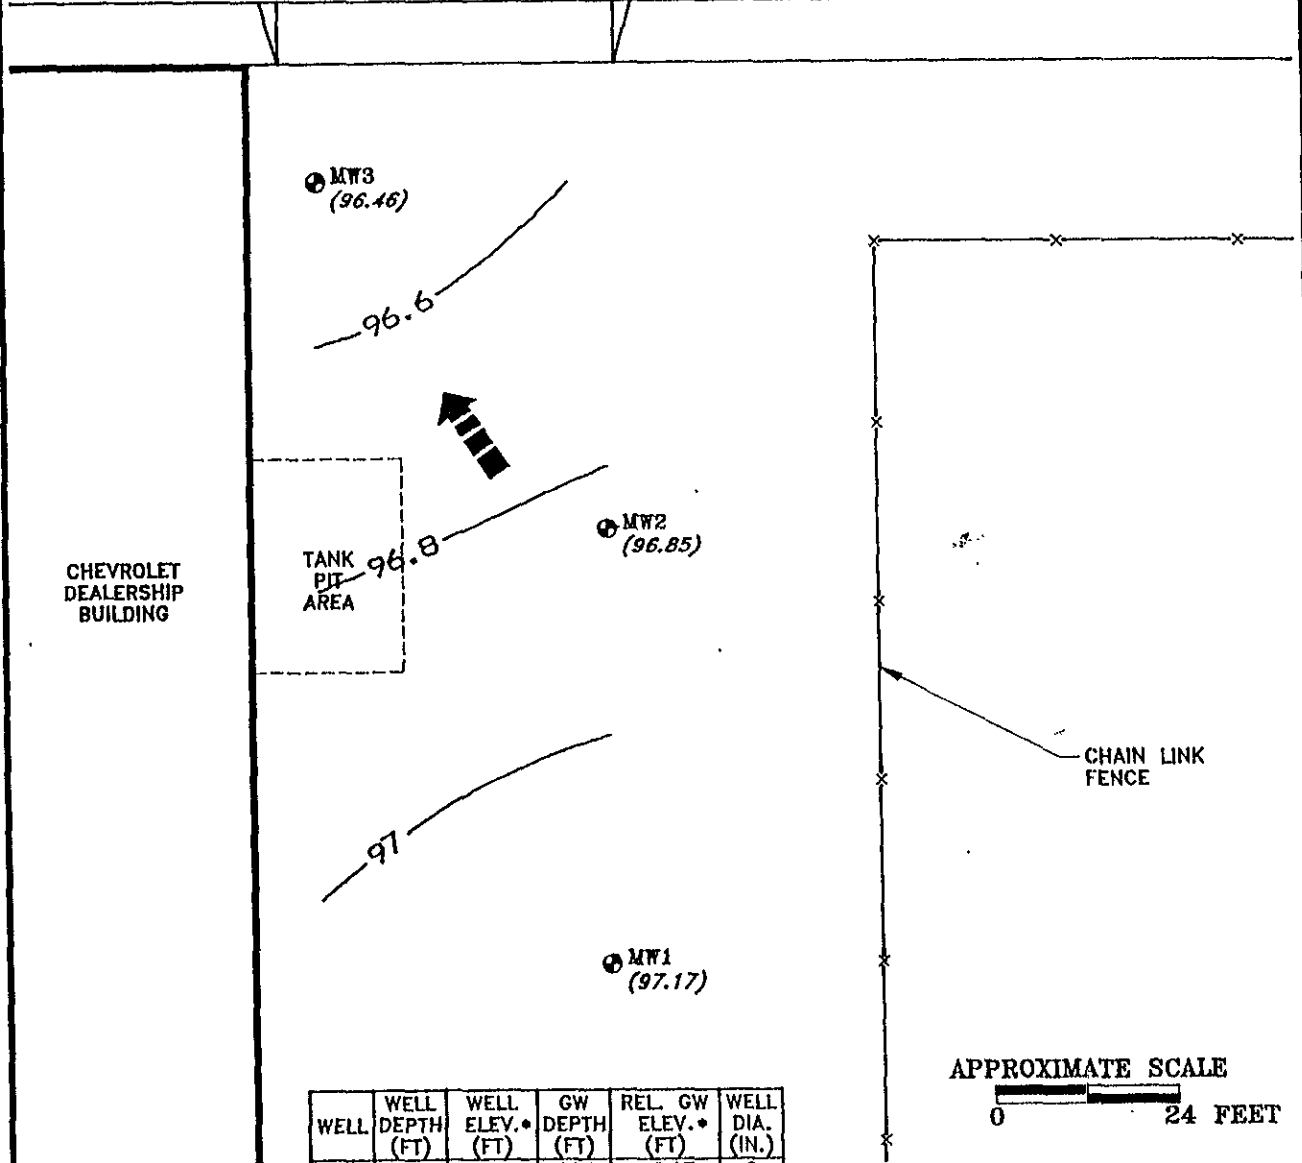 MW3
(96.46)
96.6
MW2
(96.85)
96.8
TANK
PIT
AREA
CHEVROLET
DEALERSHIP
BUILDING
CHAIN LINK
FENCE
97
MW1
(97.17)
APPROXIMATE SCALE
0 24 FEET
WELL
WELL DEPTH (FT)
WELL ELEV.* (FT)
GW DEPTH (FT)
REL. GW ELEV.* (FT)
WELL DIA. (IN.)